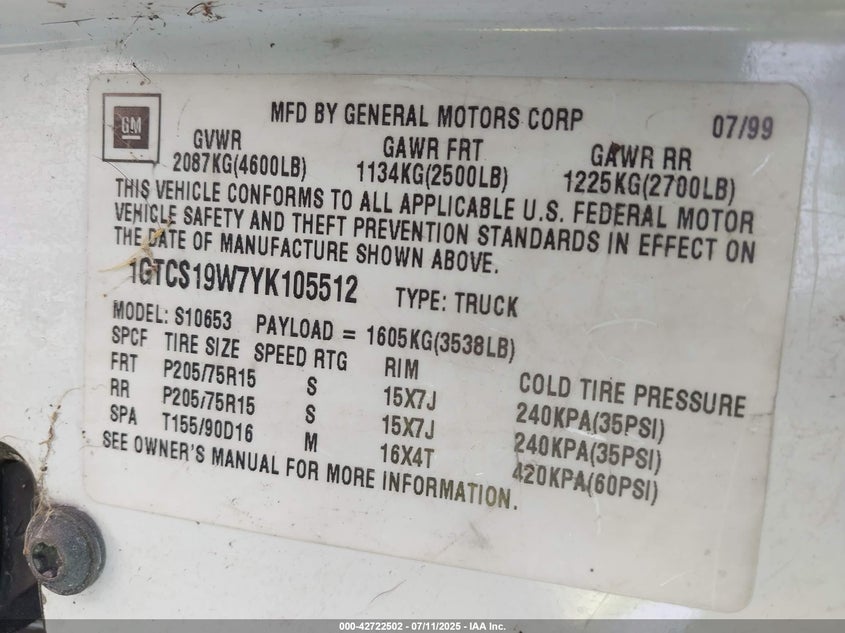 GM
MFD BY GENERAL MOTORS CORP 07/99
GVWR GAWR FRT GAWR RR
2087KG(4600LB) 1134KG(2500LB) 1225KG(2700LB)
THIS VEHICLE CONFORMS TO ALL APPLICABLE U.S. FEDERAL MOTOR
VEHICLE SAFETY AND THEFT PREVENTION STANDARDS IN EFFECT ON
THE DATE OF MANUFACTURE SHOWN ABOVE.
1GTCS19W7YK105512 TYPE: TRUCK
MODEL: S10653 PAYLOAD = 1605KG(3538LB)
SPCF TIRE SIZE SPEED RTG RIM COLD TIRE PRESSURE
FRT P205/75R15 S 15X7J 240KPA(35PSI)
RR P205/75R15 S 15X7J 240KPA(35PSI)
SPA T155/90D16 M 16X4T 420KPA(60PSI)
SEE OWNER'S MANUAL FOR MORE INFORMATION.
000-42722502 - 07/11/2025 - IAA Inc.